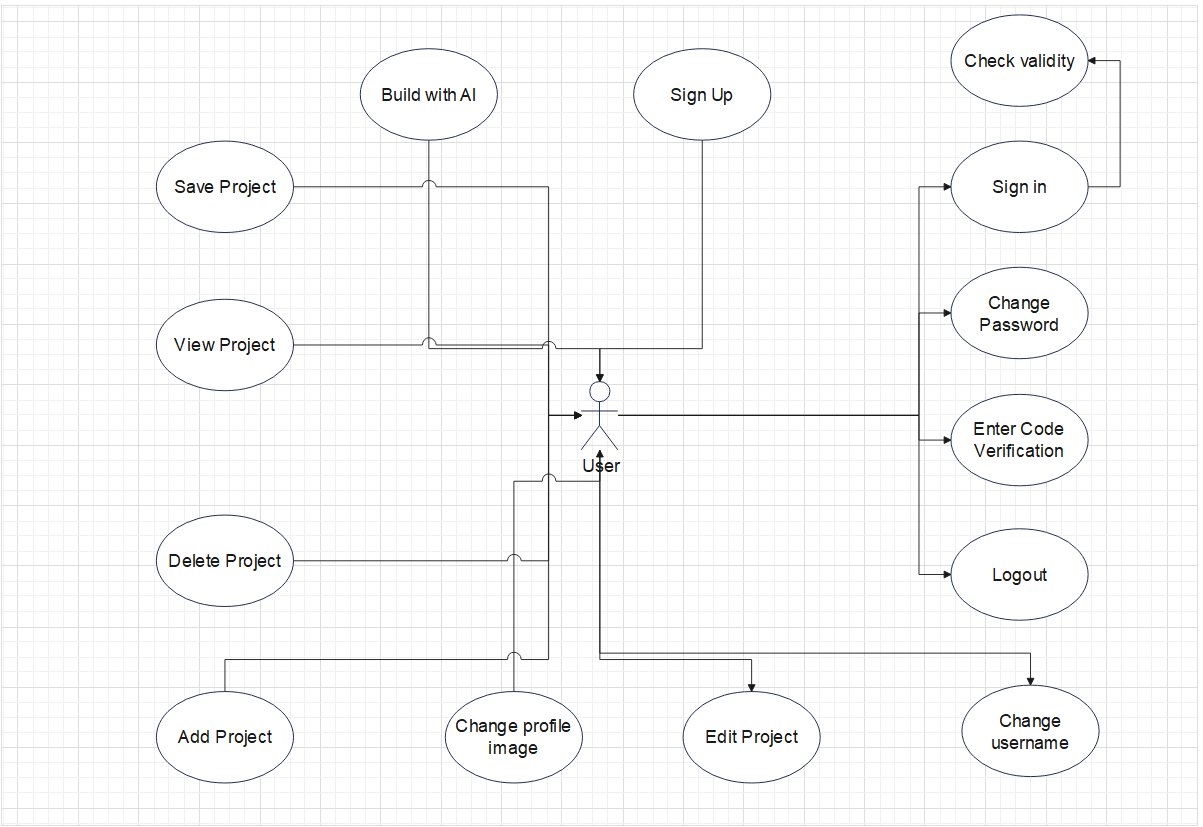 Check validity
Build with AI
Sign Up
Save Project
Sign in
Change
Password
View Project
Enter Code
Verification
User
Delete Project
Logout
Add Project
Change profile
image
Edit Project
Change
username